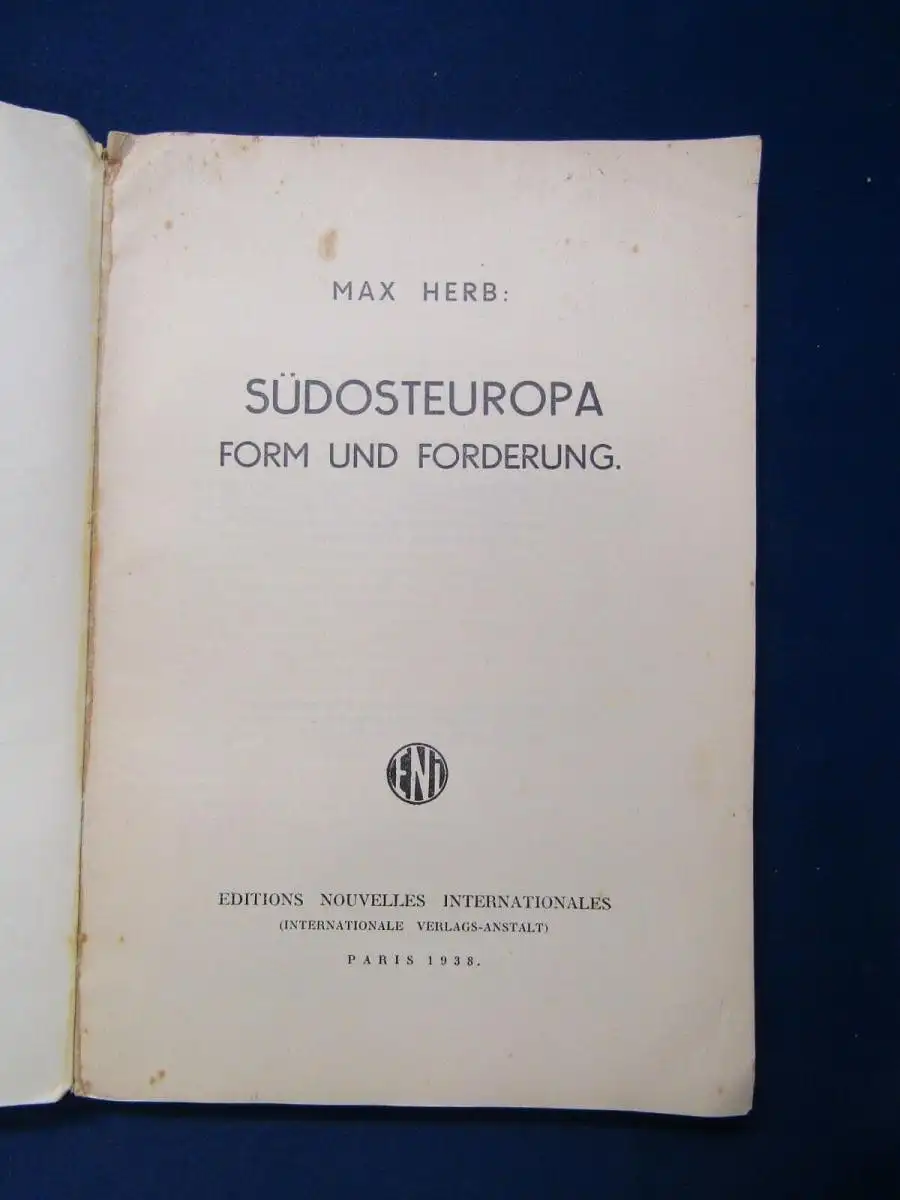 MAX HERB:
SÜDOSTEUROPA
FORM UND FORDERUNG.
ENI
EDITIONS NOUVELLES INTERNATIONALES
(INTERNATIONALE VERLAGS-ANSTALT)
PARIS 1938.